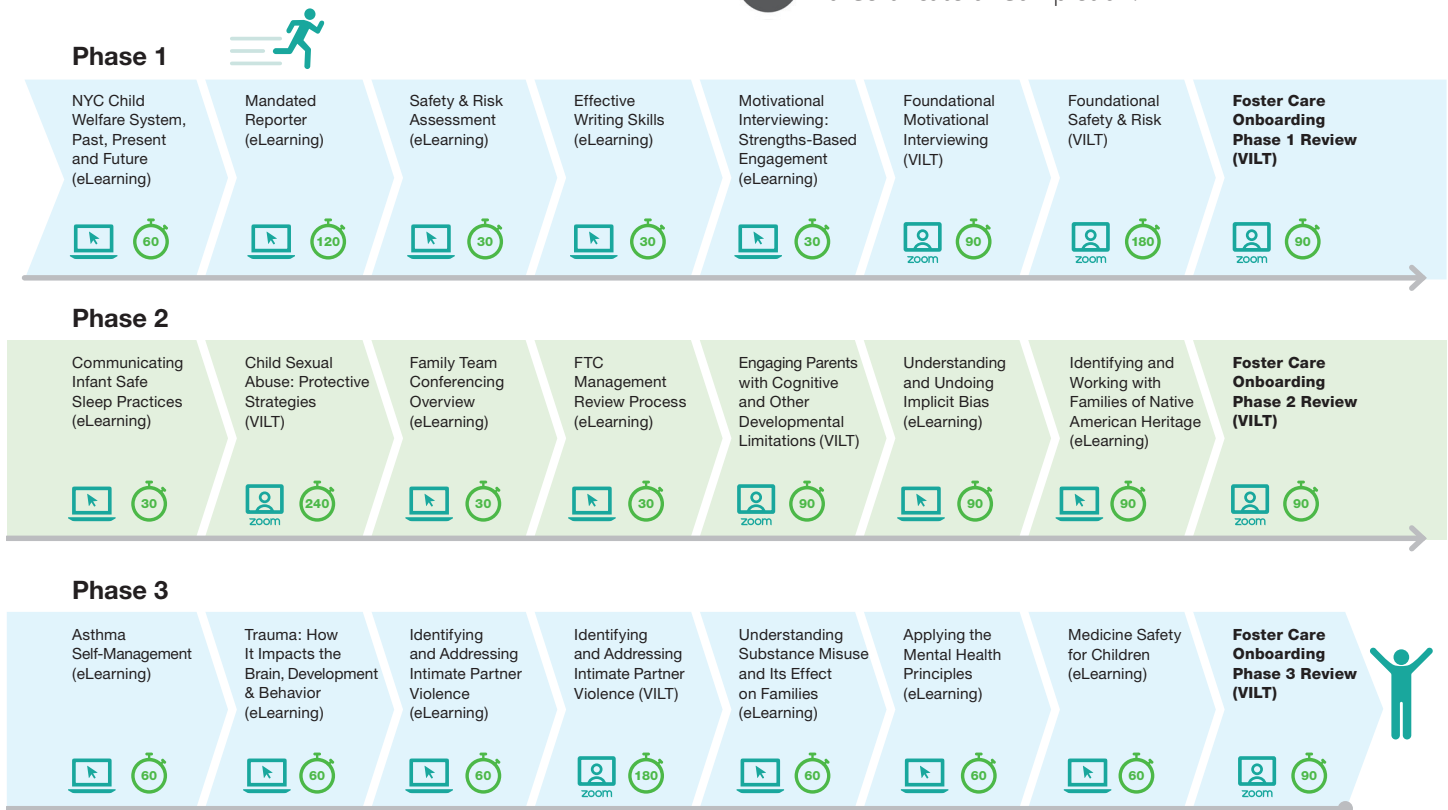 Phase 1
NYC Child
Welfare System,
Past, Present
and Future
(eLearning)
60
Mandated
Reporter
(eLearning)
120
Safety & Risk
Assessment
(eLearning)
30
Effective
Writing Skills
(eLearning)
30
Motivational
Interviewing:
Strengths-Based
Engagement
(eLearning)
30
Foundational
Motivational
Interviewing
(VILT)
zoom
90
Foundational
Safety & Risk
(VILT)
zoom
180
Foster Care
Onboarding
Phase 1 Review
(VILT)
zoom
90
Phase 2
Communicating
Infant Safe
Sleep Practices
(eLearning)
30
Child Sexual
Abuse: Protective
Strategies
(VILT)
zoom
240
Family Team
Conferencing
Overview
(eLearning)
30
FTC
Management
Review Process
(eLearning)
30
Engaging Parents
with Cognitive
and Other
Developmental
Limitations (VILT)
zoom
90
Understanding
and Undoing
Implicit Bias
(eLearning)
90
Identifying and
Working with
Families of Native
American Heritage
(eLearning)
90
Foster Care
Onboarding
Phase 2 Review
(VILT)
zoom
90
Phase 3
Asthma
Self-Management
(eLearning)
60
Trauma: How
It Impacts the
Brain, Development
& Behavior
(eLearning)
60
Identifying
and Addressing
Intimate Partner
Violence
(eLearning)
60
Identifying
and Addressing
Intimate Partner
Violence (VILT)
zoom
180
Understanding
Substance Misuse
and Its Effect
on Families
(eLearning)
60
Applying the
Mental Health
Principles
(eLearning)
60
Medicine Safety
for Children
(eLearning)
60
Foster Care
Onboarding
Phase 3 Review
(VILT)
zoom
90